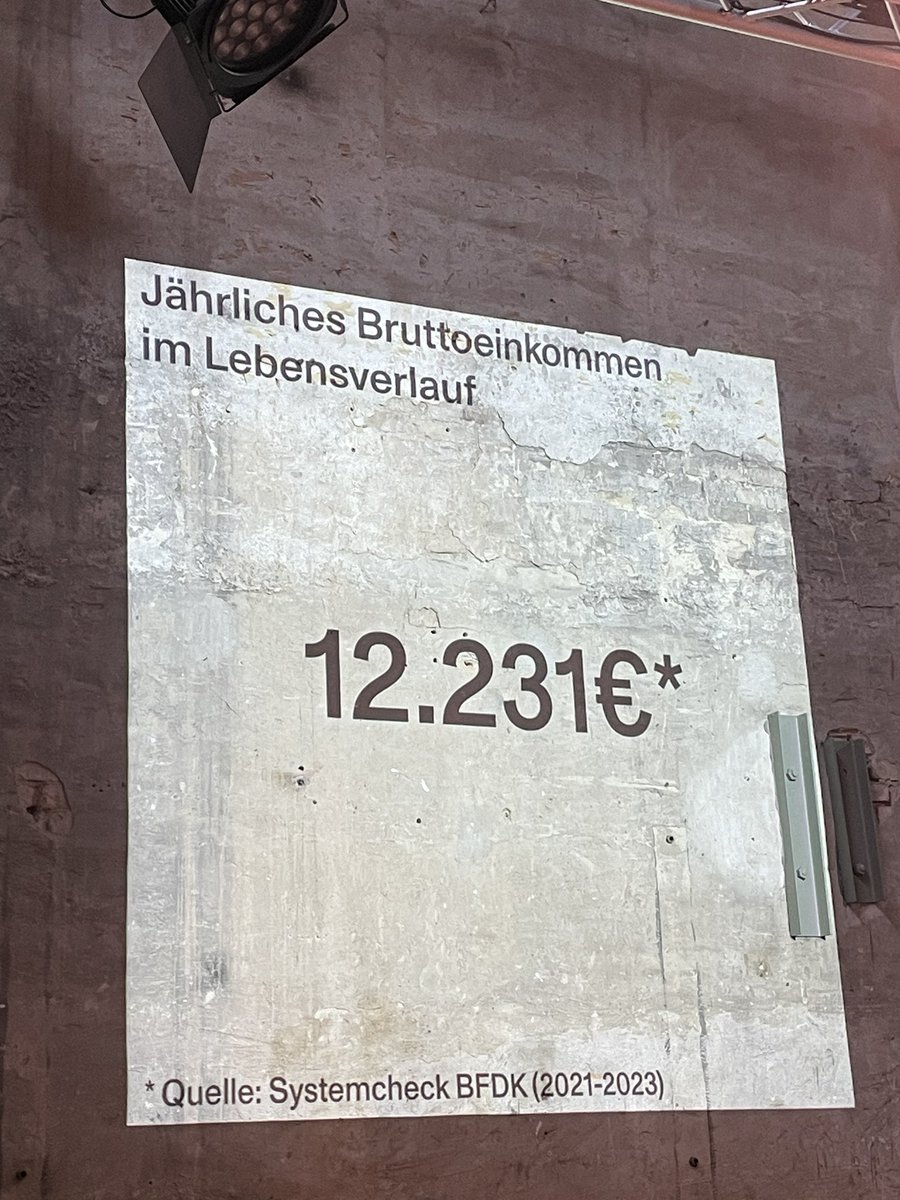 Jährliches Bruttoeinkommen
im Lebensverlauf
12.231€*
* Quelle: Systemcheck BFDK (2021-2023)